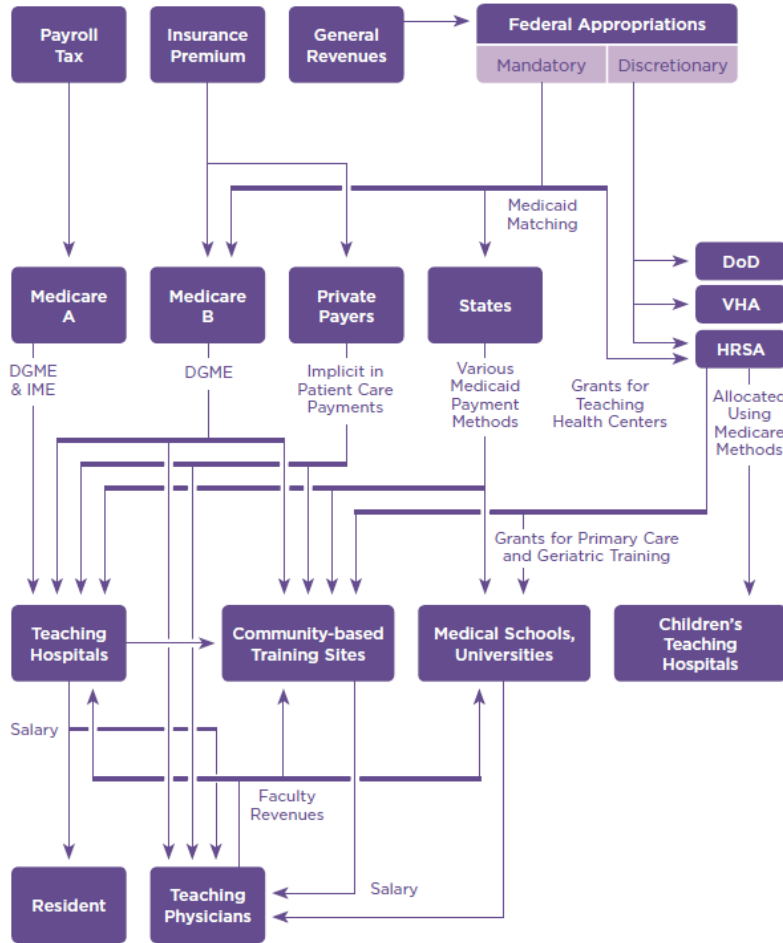 Payroll
Tax
Insurance
Premium
General
Revenues
Federal Appropriations
Mandatory
Discretionary
Medicaid
Matching
Medicare
A
Medicare
B
Private
Payers
States
DoD
VHA
HRSA
DGME
& IME
DGME
Implicit in
Patient Care
Payments
Various
Medicaid
Payment
Methods
Grants for
Teaching
Health Centers
Allocated
Using
Medicare
Methods
Grants for Primary Care
and Geriatric Training
Teaching
Hospitals
Community-based
Training Sites
Medical Schools,
Universities
Children's
Teaching
Hospitals
Salary
Faculty
Revenues
Resident
Teaching
Physicians
Salary